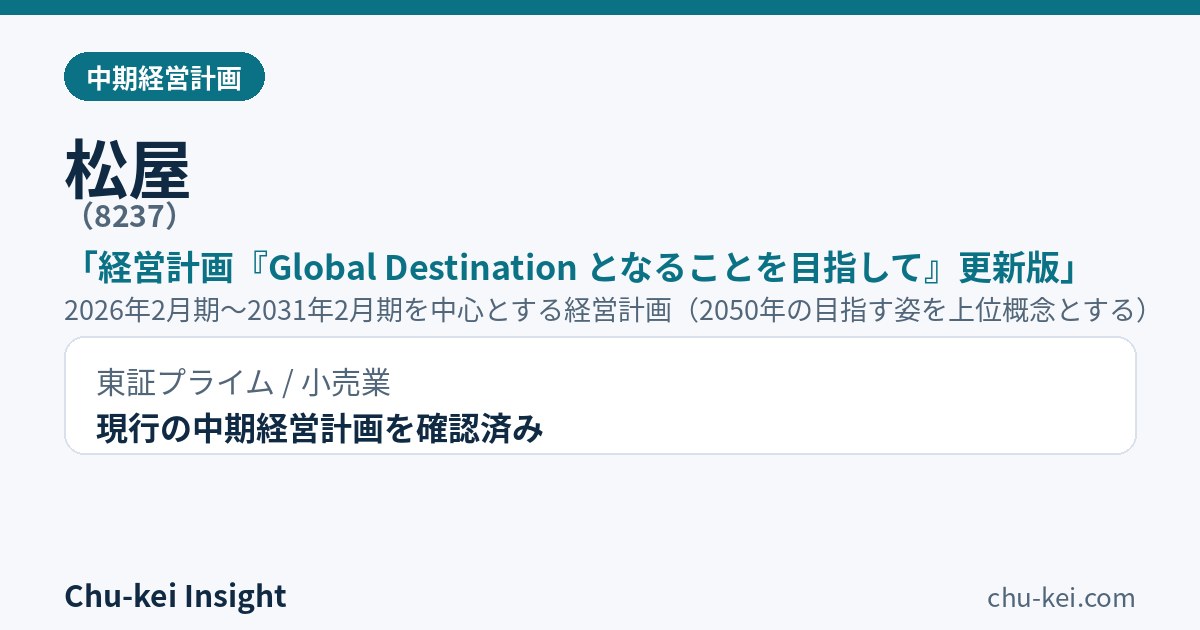 中期経営計画
松屋
（8237）
「経営計画『Global Destination となることを目指して』更新版」
2026年2月期～2031年2月期を中心とする経営計画（2050年の目指す姿を上位概念とする）
東証プライム / 小売業
現行の中期経営計画を確認済み
Chu-kei Insight
chu-kei.com